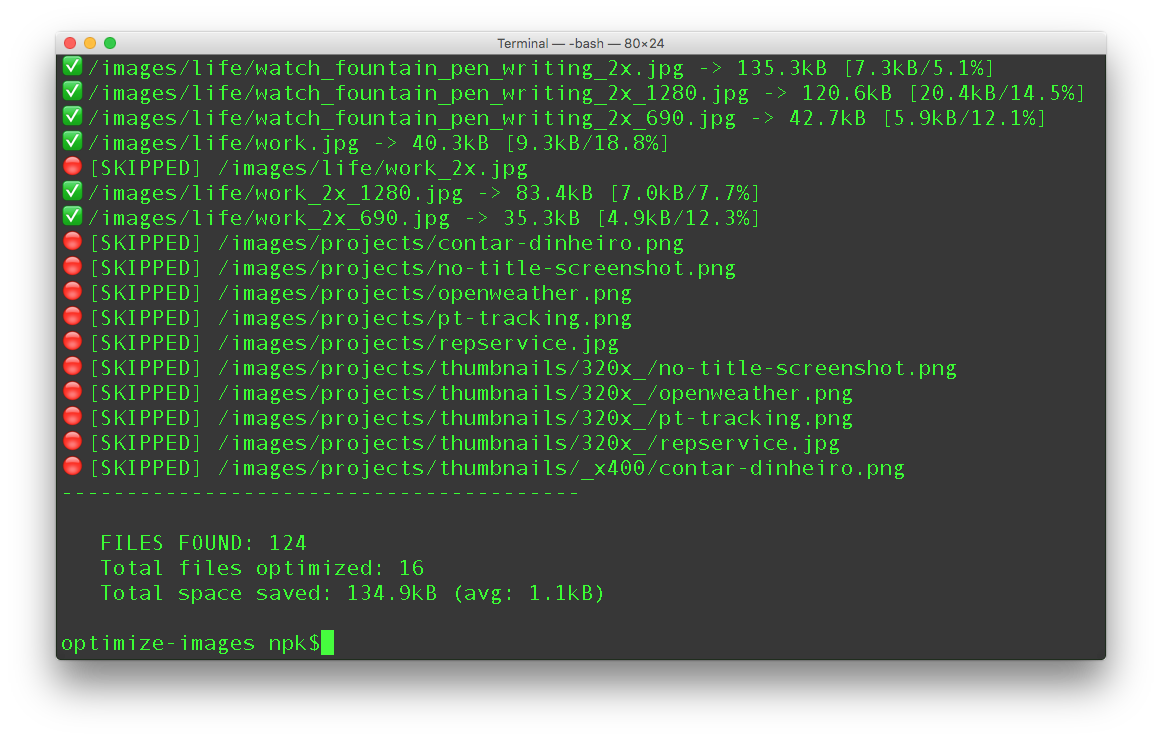 Terminal — -bash — 80×24
✅/images/life/watch_fountain_pen_writing_2x.jpg -> 135.3kB [7.3kB/5.1%]
✅/images/life/watch_fountain_pen_writing_2x_1280.jpg -> 120.6kB [20.4kB/14.5%]
✅/images/life/watch_fountain_pen_writing_2x_690.jpg -> 42.7kB [5.9kB/12.1%]
✅/images/life/work.jpg -> 40.3kB [9.3kB/18.8%]
🔴[SKIPPED] /images/life/work_2x.jpg
✅/images/life/work_2x_1280.jpg -> 83.4kB [7.0kB/7.7%]
✅/images/life/work_2x_690.jpg -> 35.3kB [4.9kB/12.3%]
🔴[SKIPPED] /images/projects/contar-dinheiro.png
🔴[SKIPPED] /images/projects/no-title-screenshot.png
🔴[SKIPPED] /images/projects/openweather.png
🔴[SKIPPED] /images/projects/pt-tracking.png
🔴[SKIPPED] /images/projects/repservice.jpg
🔴[SKIPPED] /images/projects/thumbnails/320x_/no-title-screenshot.png
🔴[SKIPPED] /images/projects/thumbnails/320x_/openweather.png
🔴[SKIPPED] /images/projects/thumbnails/320x_/pt-tracking.png
🔴[SKIPPED] /images/projects/thumbnails/320x_/repservice.jpg
🔴[SKIPPED] /images/projects/thumbnails/_x400/contar-dinheiro.png
----------------------------------------
FILES FOUND: 124
Total files optimized: 16
Total space saved: 134.9kB (avg: 1.1kB)
optimize-images npk$